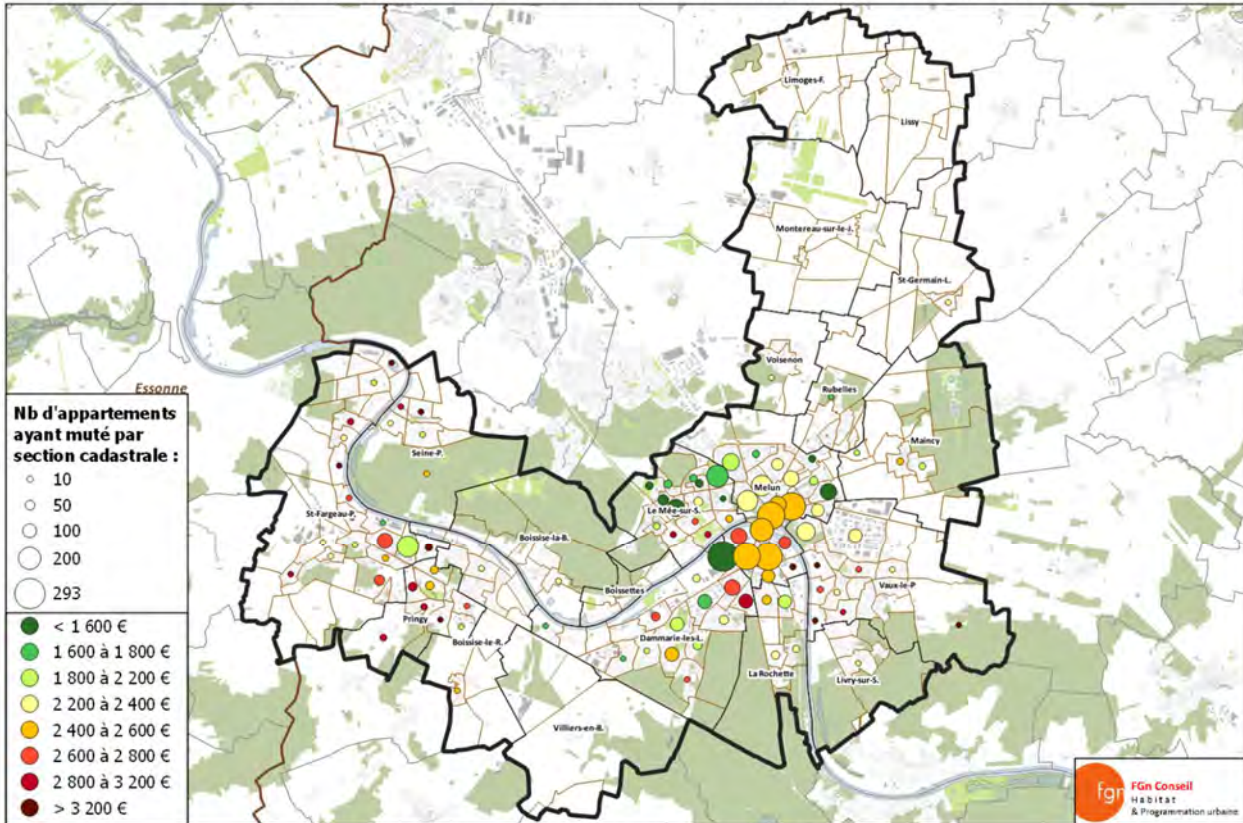 Limoges-F.
Lissy
Montereau-sur-le-J.
St-Germain-L.
Voisenon
Rubelles
Essonne
Maincy
Seine-P.
Melun
Le Mée-sur-S.
St-Fargeau-P.
Boissise-la-B.
Boissettes
Vaux-le-P
Pringy
Boissise-le-R.
Dammarie-les-L.
La Rochette
Livry-sur-S.
Villiers-en-B.
Nb d'appartements
ayant muté par
section cadastrale :
10
50
100
200
293
< 1 600 €
1 600 à 1 800 €
1 800 à 2 200 €
2 200 à 2 400 €
2 400 à 2 600 €
2 600 à 2 800 €
2 800 à 3 200 €
> 3 200 €
fgn
FGn Conseil
Habitat
& Programmation urbaine